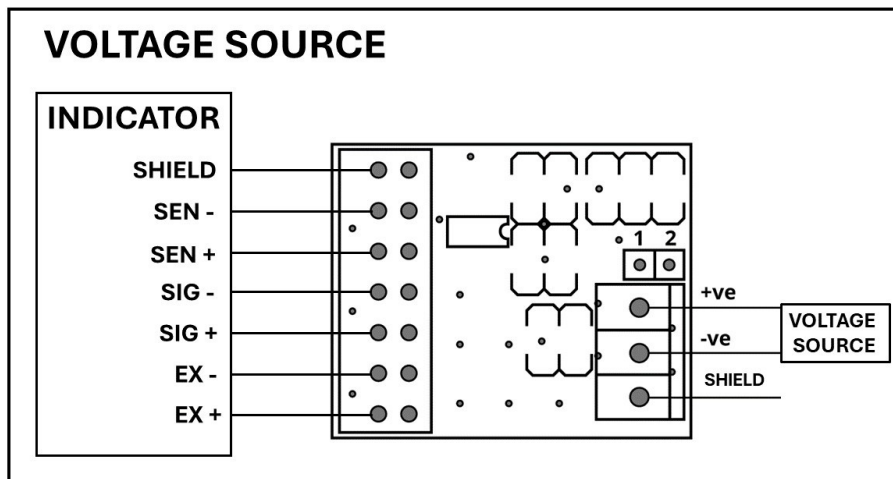 VOLTAGE SOURCE
INDICATOR
SHIELD
SEN -
SEN +
SIG -
SIG +
EX -
EX +
1 2
+ve
-ve
SHIELD
VOLTAGE
SOURCE